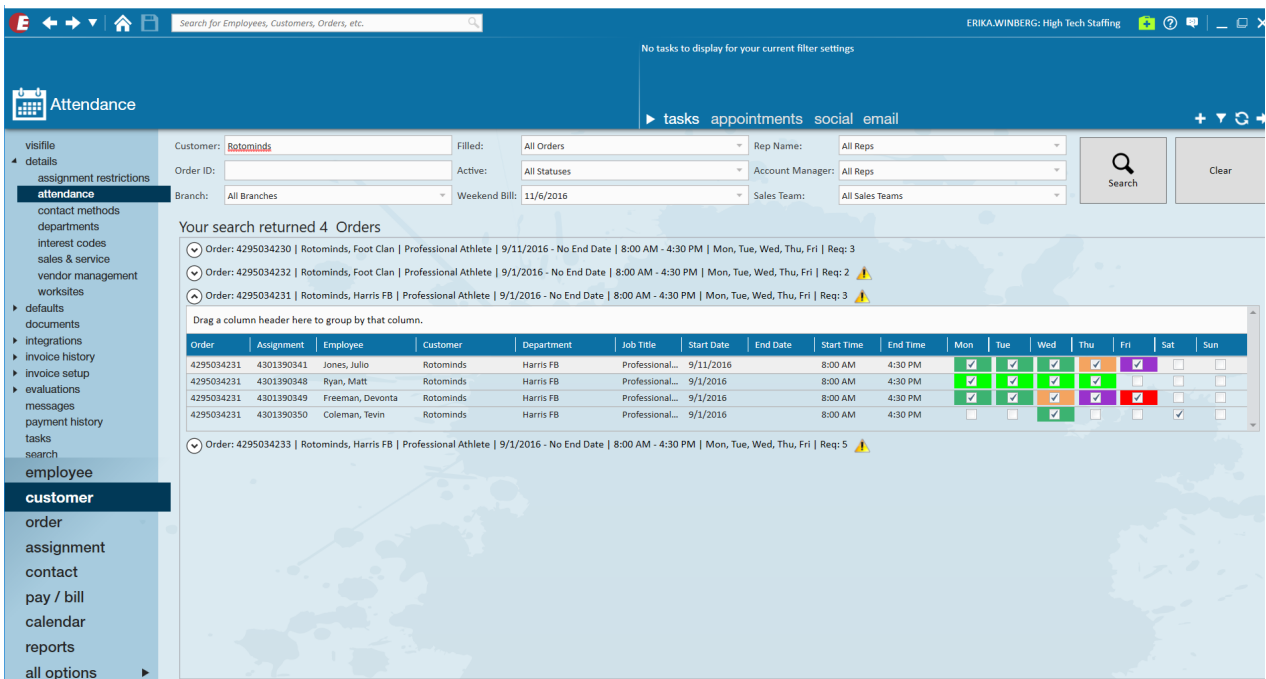 Search for Employees, Customers, Orders, etc.
ERIKA.WINBERG: High Tech Staffing
No tasks to display for your current filter settings
Attendance
tasks appointments social email
visifile
details
assignment restrictions
attendance
contact methods
departments
interest codes
sales & service
vendor management
worksites
defaults
documents
integrations
invoice history
invoice setup
evaluations
messages
payment history
tasks
search
employee
customer
order
assignment
contact
pay / bill
calendar
reports
all options
Customer: Rotominds Filled: All Orders Rep Name: All Reps
Order ID: Active: All Statuses Account Manager: All Reps
Branch: All Branches Weekend Bill: 11/6/2016 Sales Team: All Sales Teams
Search
Clear
Your search returned 4 Orders
Order: 4295034230 | Rotominds, Foot Clan | Professional Athlete | 9/11/2016 - No End Date | 8:00 AM - 4:30 PM | Mon, Tue, Wed, Thu, Fri | Req: 3
Order: 4295034232 | Rotominds, Foot Clan | Professional Athlete | 9/1/2016 - No End Date | 8:00 AM - 4:30 PM | Mon, Tue, Wed, Thu, Fri | Req: 2
Order: 4295034231 | Rotominds, Harris FB | Professional Athlete | 9/1/2016 - No End Date | 8:00 AM - 4:30 PM | Mon, Tue, Wed, Thu, Fri | Req: 3
Drag a column header here to group by that column.
Order Assignment Employee Customer Department Job Title Start Date End Date Start Time End Time Mon Tue Wed Thu Fri Sat Sun
4295034231 4301390341 Jones, Julio Rotominds Harris FB Professional... 9/11/2016 8:00 AM 4:30 PM
4295034231 4301390348 Ryan, Matt Rotominds Harris FB Professional... 9/1/2016 8:00 AM 4:30 PM
4295034231 4301390349 Freeman, Devonta Rotominds Harris FB Professional... 9/1/2016 8:00 AM 4:30 PM
4295034231 4301390350 Coleman, Tevin Rotominds Harris FB Professional... 9/1/2016 8:00 AM 4:30 PM
Order: 4295034233 | Rotominds, Harris FB | Professional Athlete | 9/1/2016 - No End Date | 8:00 AM - 4:30 PM | Mon, Tue, Wed, Thu, Fri | Req: 5